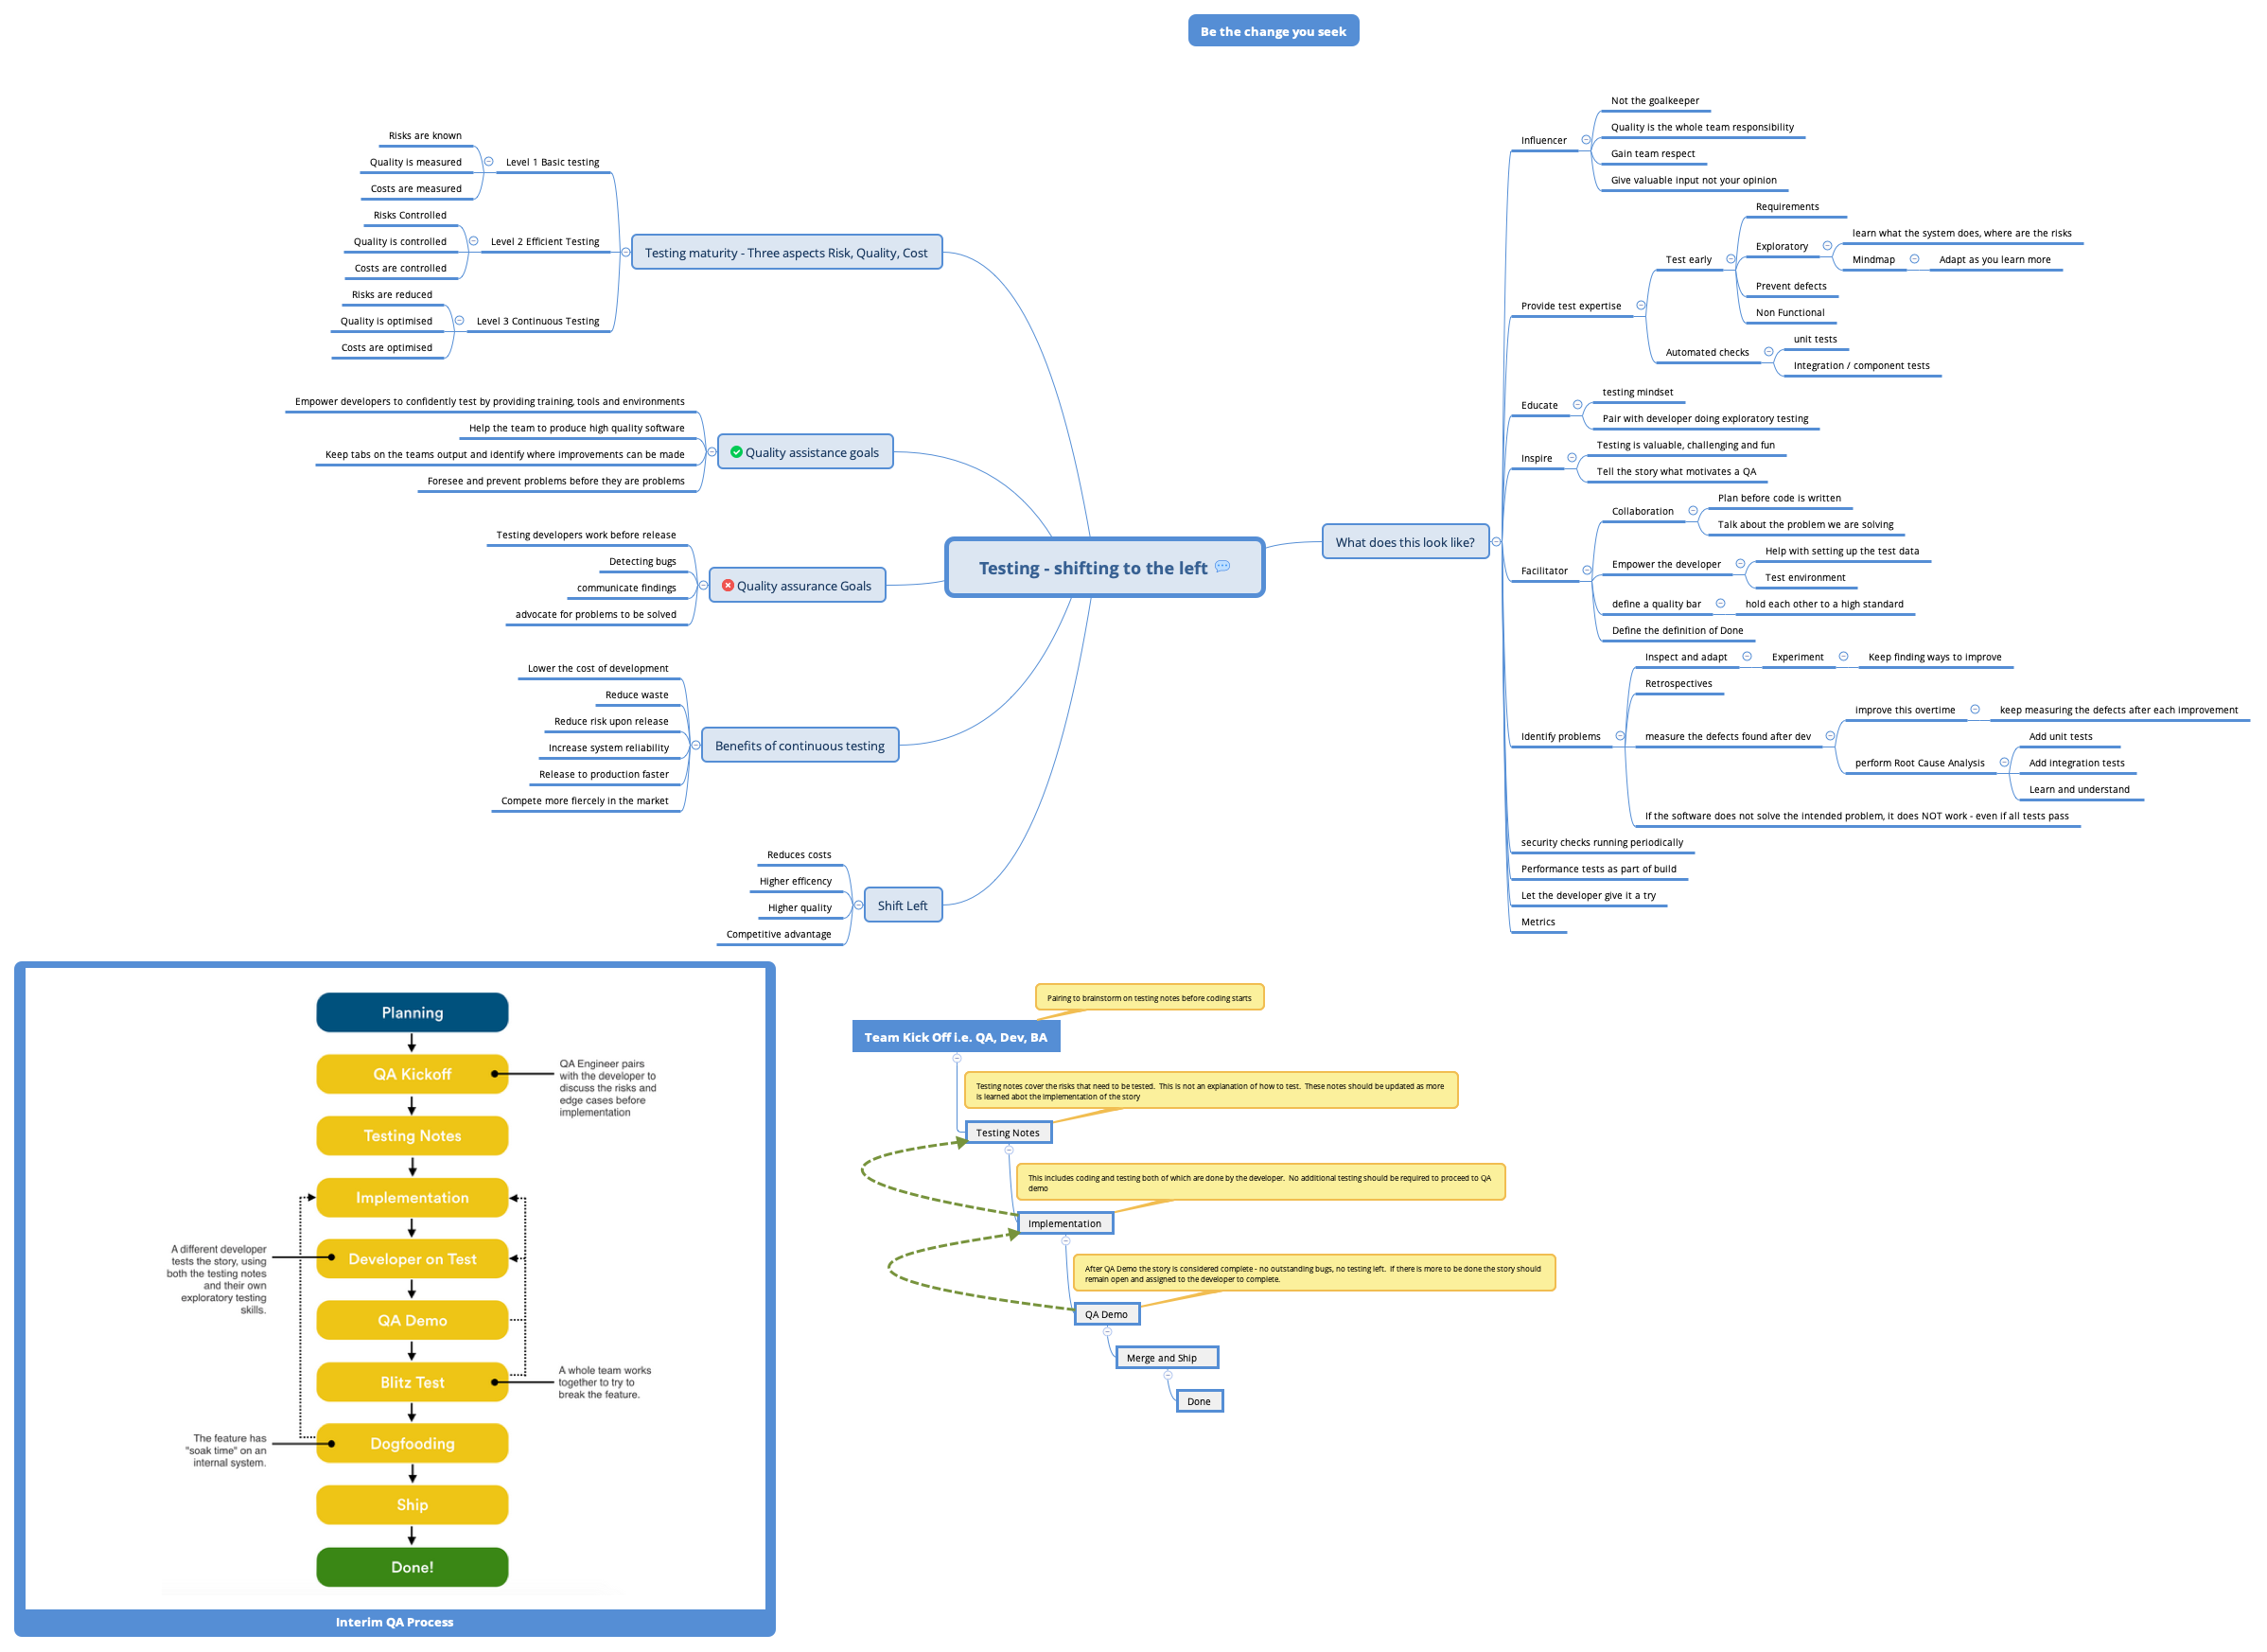 Be the change you seek
Testing - shifting to the left
Testing maturity - Three aspects Risk, Quality, Cost
Level 1 Basic testing
Risks are known
Quality is measured
Costs are measured
Level 2 Efficient Testing
Risks Controlled
Quality is controlled
Costs are controlled
Level 3 Continuous Testing
Risks are reduced
Quality is optimised
Costs are optimised
Quality assistance goals
Empower developers to confidently test by providing training, tools and environments
Help the team to produce high quality software
Keep tabs on the teams output and identify where improvements can be made
Foresee and prevent problems before they are problems
Quality assurance Goals
Testing developers work before release
Detecting bugs
communicate findings
advocate for problems to be solved
Benefits of continuous testing
Lower the cost of development
Reduce waste
Reduce risk upon release
Increase system reliability
Release to production faster
Compete more fiercely in the market
Shift Left
Reduces costs
Higher efficency
Higher quality
Competitive advantage
What does this look like?
Influencer
Not the goalkeeper
Quality is the whole team responsibility
Gain team respect
Give valuable input not your opinion
Provide test expertise
Test early
Requirements
Exploratory
learn what the system does, where are the risks
Mindmap
Adapt as you learn more
Prevent defects
Non Functional
Automated checks
unit tests
Integration / component tests
Educate
testing mindset
Pair with developer doing exploratory testing
Inspire
Testing is valuable, challenging and fun
Tell the story what motivates a QA
Facilitator
Collaboration
Plan before code is written
Talk about the problem we are solving
Empower the developer
Help with setting up the test data
Test environment
define a quality bar
hold each other to a high standard
Define the definition of Done
Identify problems
Inspect and adapt
Experiment
Keep finding ways to improve
Retrospectives
measure the defects found after dev
improve this overtime
keep measuring the defects after each improvement
perform Root Cause Analysis
Add unit tests
Add integration tests
Learn and understand
If the software does not solve the intended problem, it does NOT work - even if all tests pass
security checks running periodically
Performance tests as part of build
Let the developer give it a try
Metrics
Planning
QA Kickoff
QA Engineer pairs
with the developer to
discuss the risks and
edge cases before
implementation
Testing Notes
Implementation
Developer on Test
A different developer
tests the story, using
both the testing notes
and their own
exploratory testing
skills.
QA Demo
Blitz Test
A whole team works
together to try to
break the feature.
Dogfooding
The feature has
"soak time" on an
internal system.
Ship
Done!
Interim QA Process
Pairing to brainstorm on testing notes before coding starts
Team Kick Off i.e. QA, Dev, BA
Testing notes cover the risks that need to be tested. This is not an explanation of how to test. These notes should be updated as more
is learned abot the implementation of the story
Testing Notes
This includes coding and testing both of which are done by the developer. No additional testing should be required to proceed to QA
demo
Implementation
After QA Demo the story is considered complete - no outstanding bugs, no testing left. If there is more to be done the story should
remain open and assigned to the developer to complete.
QA Demo
Merge and Ship
Done